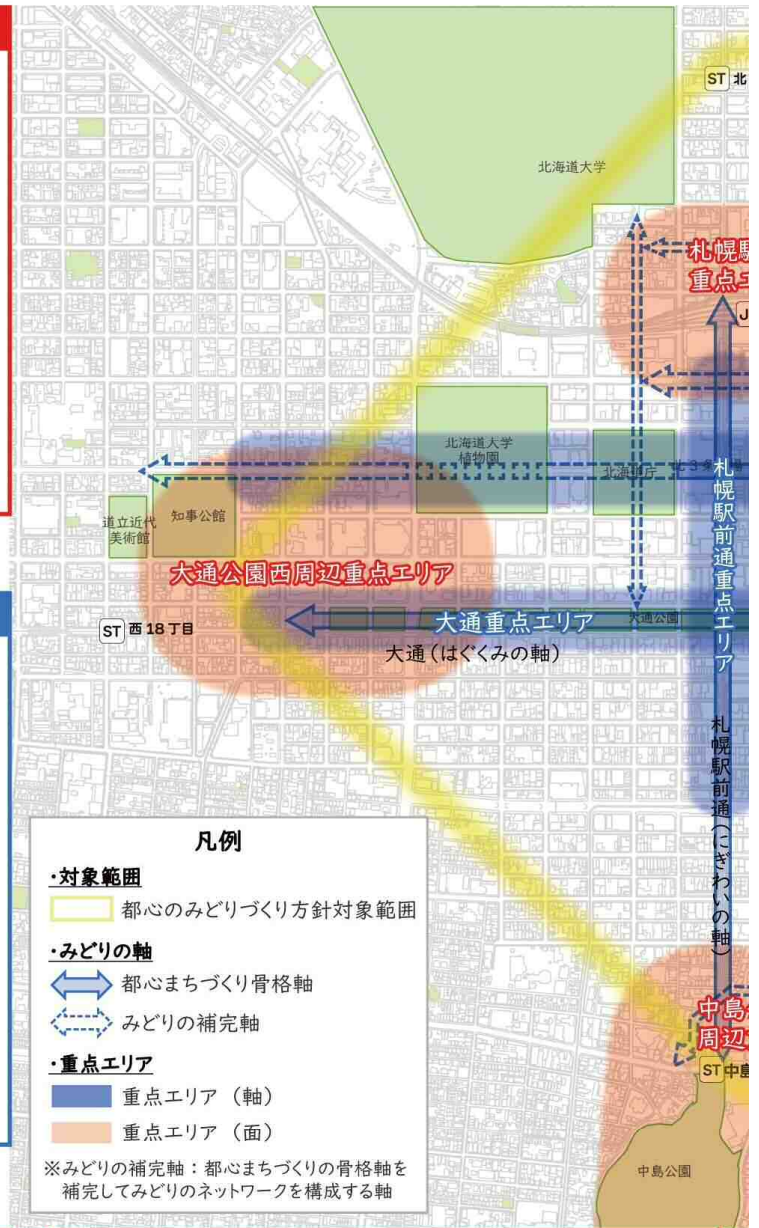 ST 北
北海道大学
札幌駅
重点エ
J
北海道大学
植物園
北海道庁
北3条
道立近代
美術館
知事公館
大通公園西周辺重点エリア
ST 西18丁目
大通重点エリア
大通公園
大通(はぐくみの軸)
札幌駅前通重点エリア
札幌駅前通(にぎわいの軸)
凡例
・対象範囲
都心のみどりづくり方針対象範囲
・みどりの軸
都心まちづくり骨格軸
みどりの補完軸
・重点エリア
重点エリア (軸)
重点エリア (面)
※みどりの補完軸:都心まちづくりの骨格軸を
補完してみどりのネットワークを構成する軸
中島
周辺
ST 中島
中島公園